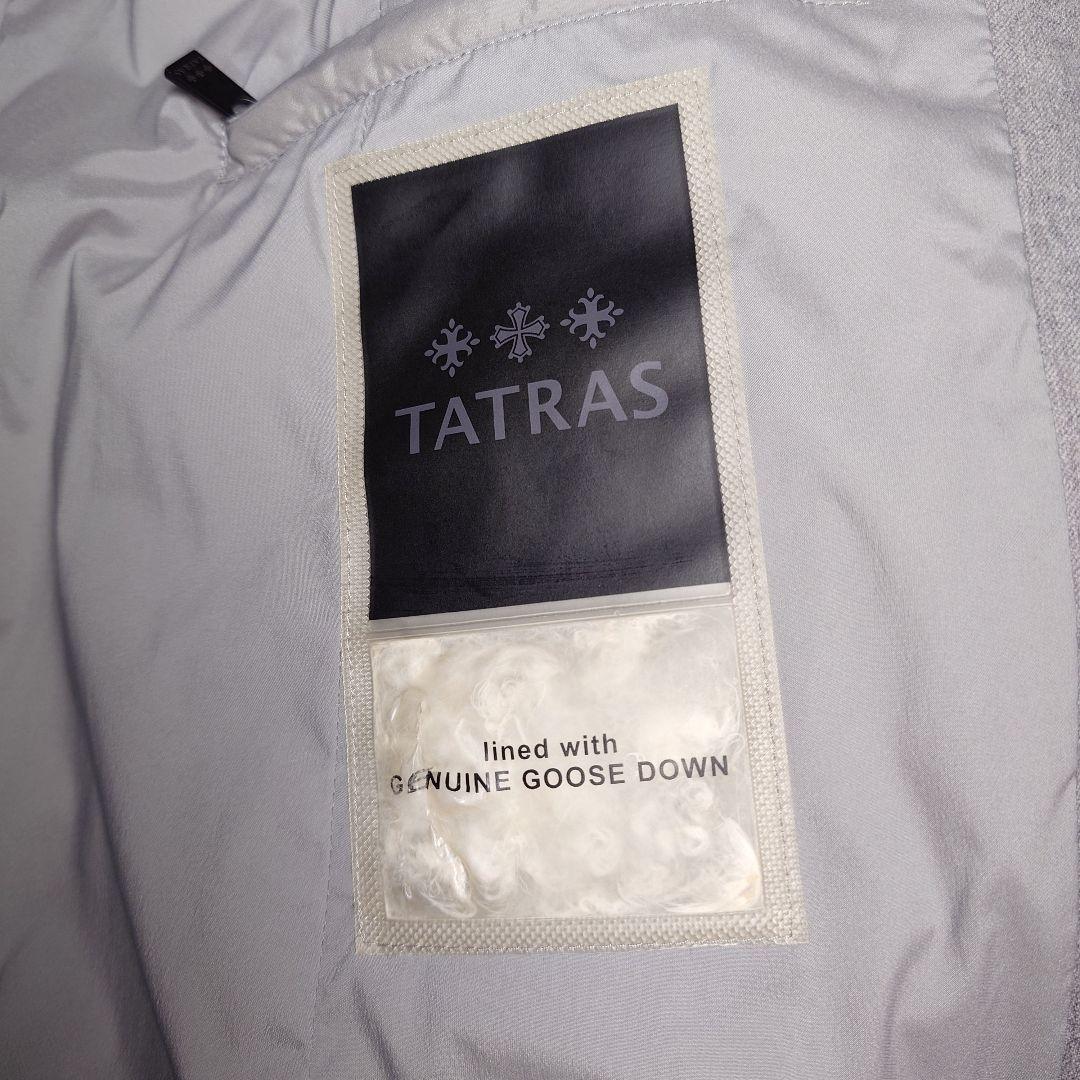 TATRAS
lined with
GENUINE GOOSE DOWN